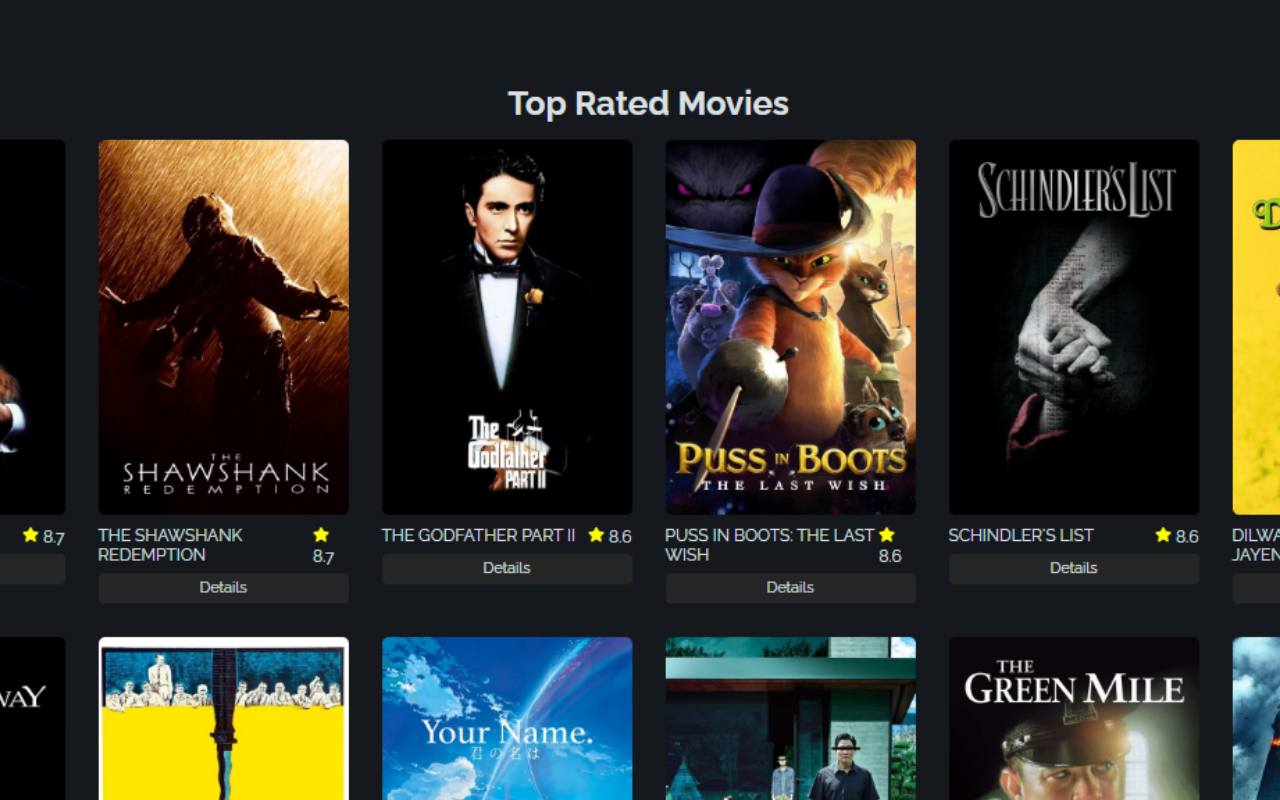 Top Rated Movies
THE
SHAWSHANK
REDEMPTION
The
Godfather
PART II
PUSS IN BOOTS
THE LAST WISH
SCHINDLER'S LIST
8.7
THE SHAWSHANK
REDEMPTION
8.7
Details
THE GODFATHER PART II
8.6
Details
PUSS IN BOOTS: THE LAST
WISH
8.6
Details
SCHINDLER'S LIST
8.6
Details
DILWA
JAYEN
WAY
Your Name.
君の名は
THE
GREEN MILE